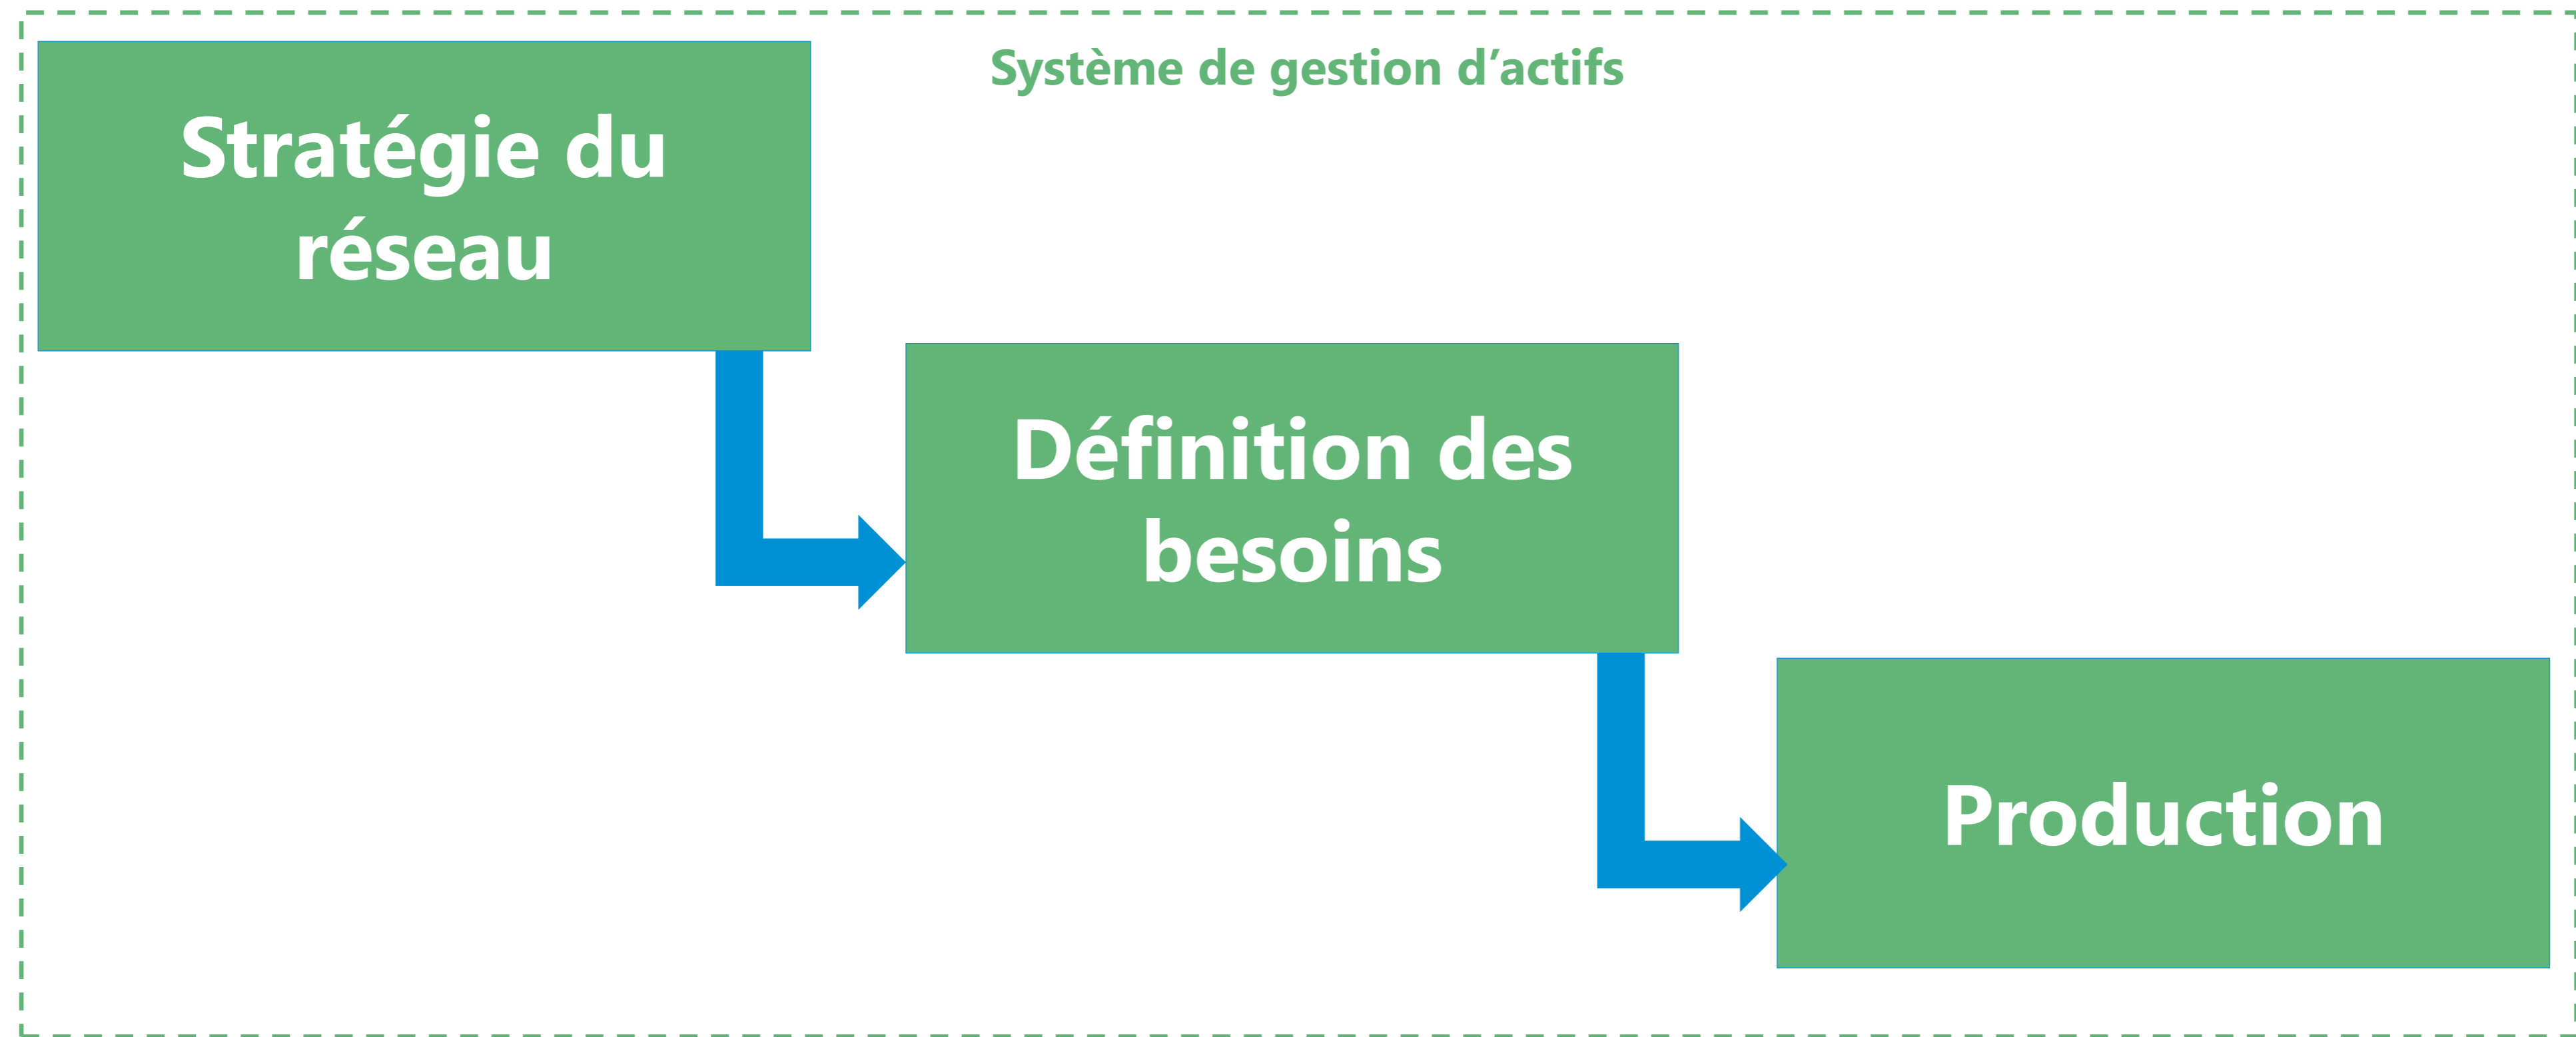 Système de gestion d’actifs
Stratégie du
réseau
Définition des
besoins
Production